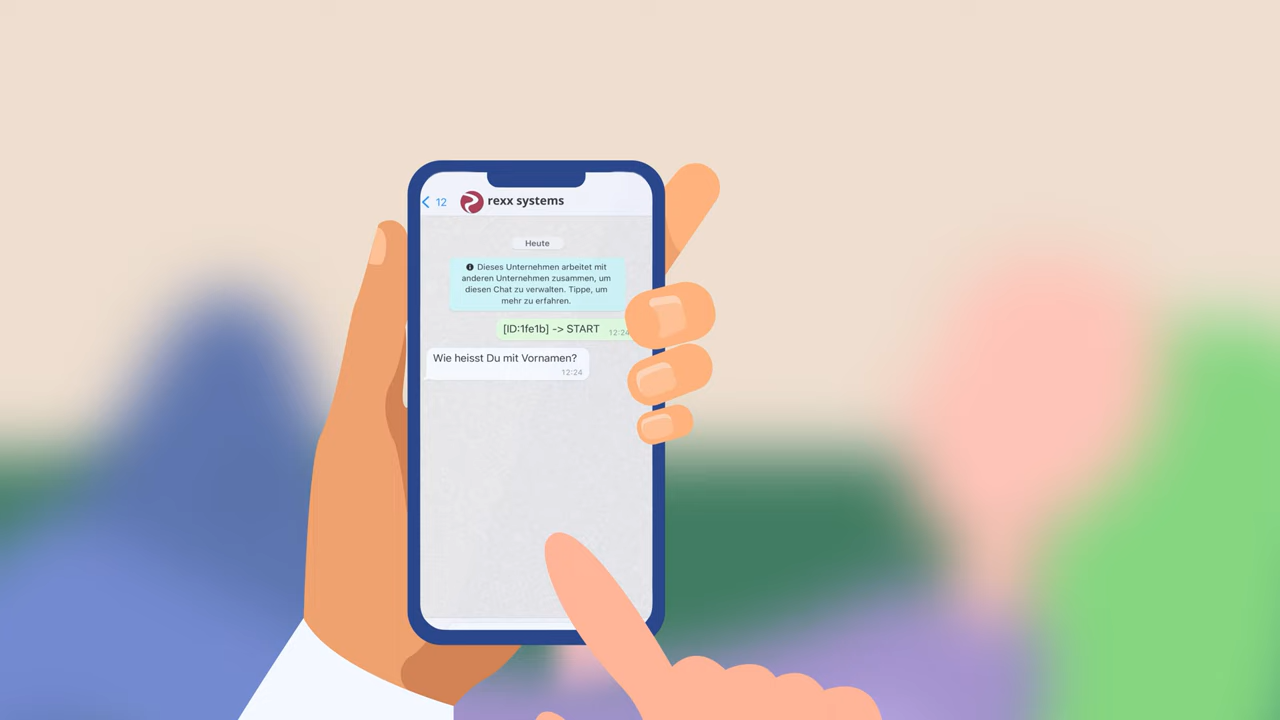 12 rexx systems
Heute
Dieses Unternehmen arbeitet mit
anderen Unternehmen zusammen, um
diesen Chat zu verwalten. Tippe, um
mehr zu erfahren.
[ID:1fe1b] -> START 12:24
Wie heisst Du mit Vornamen?
12:24